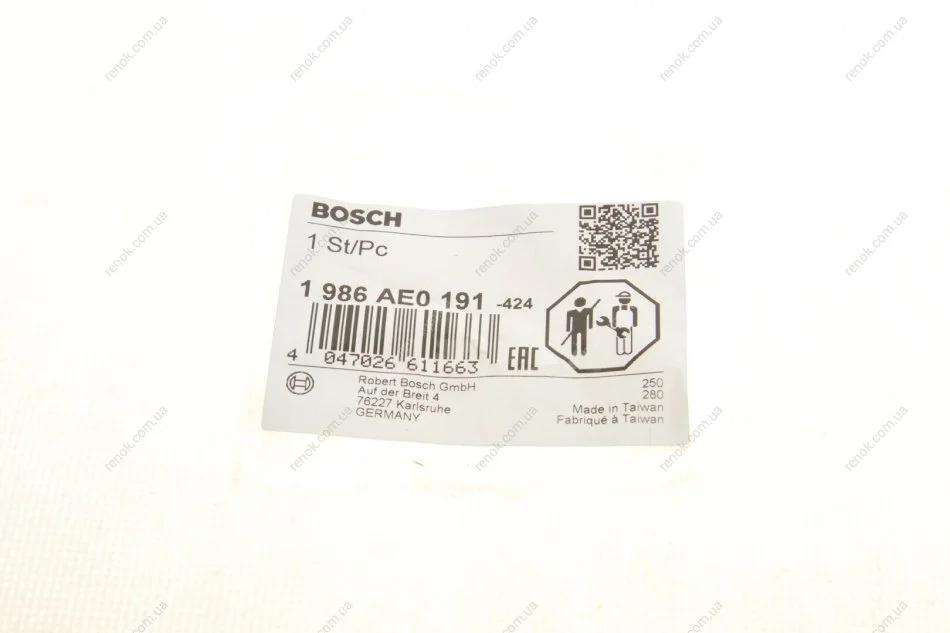 BOSCH
1 St/Pc
1 986 AE0 191 -424
4 047026 611663
EAC
Robert Bosch GmbH
Auf der Breit 4
76227 Karlsruhe
GERMANY
250
280
Made in Taiwan
Fabriqué à Taiwan
renok.com.ua